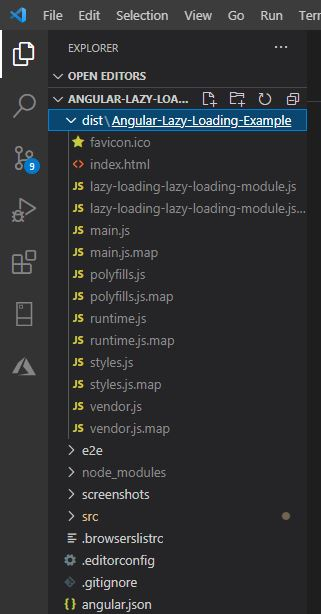 File Edit Selection View Go Run Term
EXPLORER
OPEN EDITORS
ANGULAR-LAZY-LOA...
dist\Angular-Lazy-Loading-Example
favicon.ico
<> index.html
JS lazy-loading-lazy-loading-module.js
JS lazy-loading-lazy-loading-module.js...
JS main.js
JS main.js.map
JS polyfills.js
JS polyfills.js.map
JS runtime.js
JS runtime.js.map
JS styles.js
JS styles.js.map
JS vendor.js
JS vendor.js.map
9
e2e
node_modules
screenshots
src
.browserslistrc
.editorconfig
.gitignore
{} angular.json